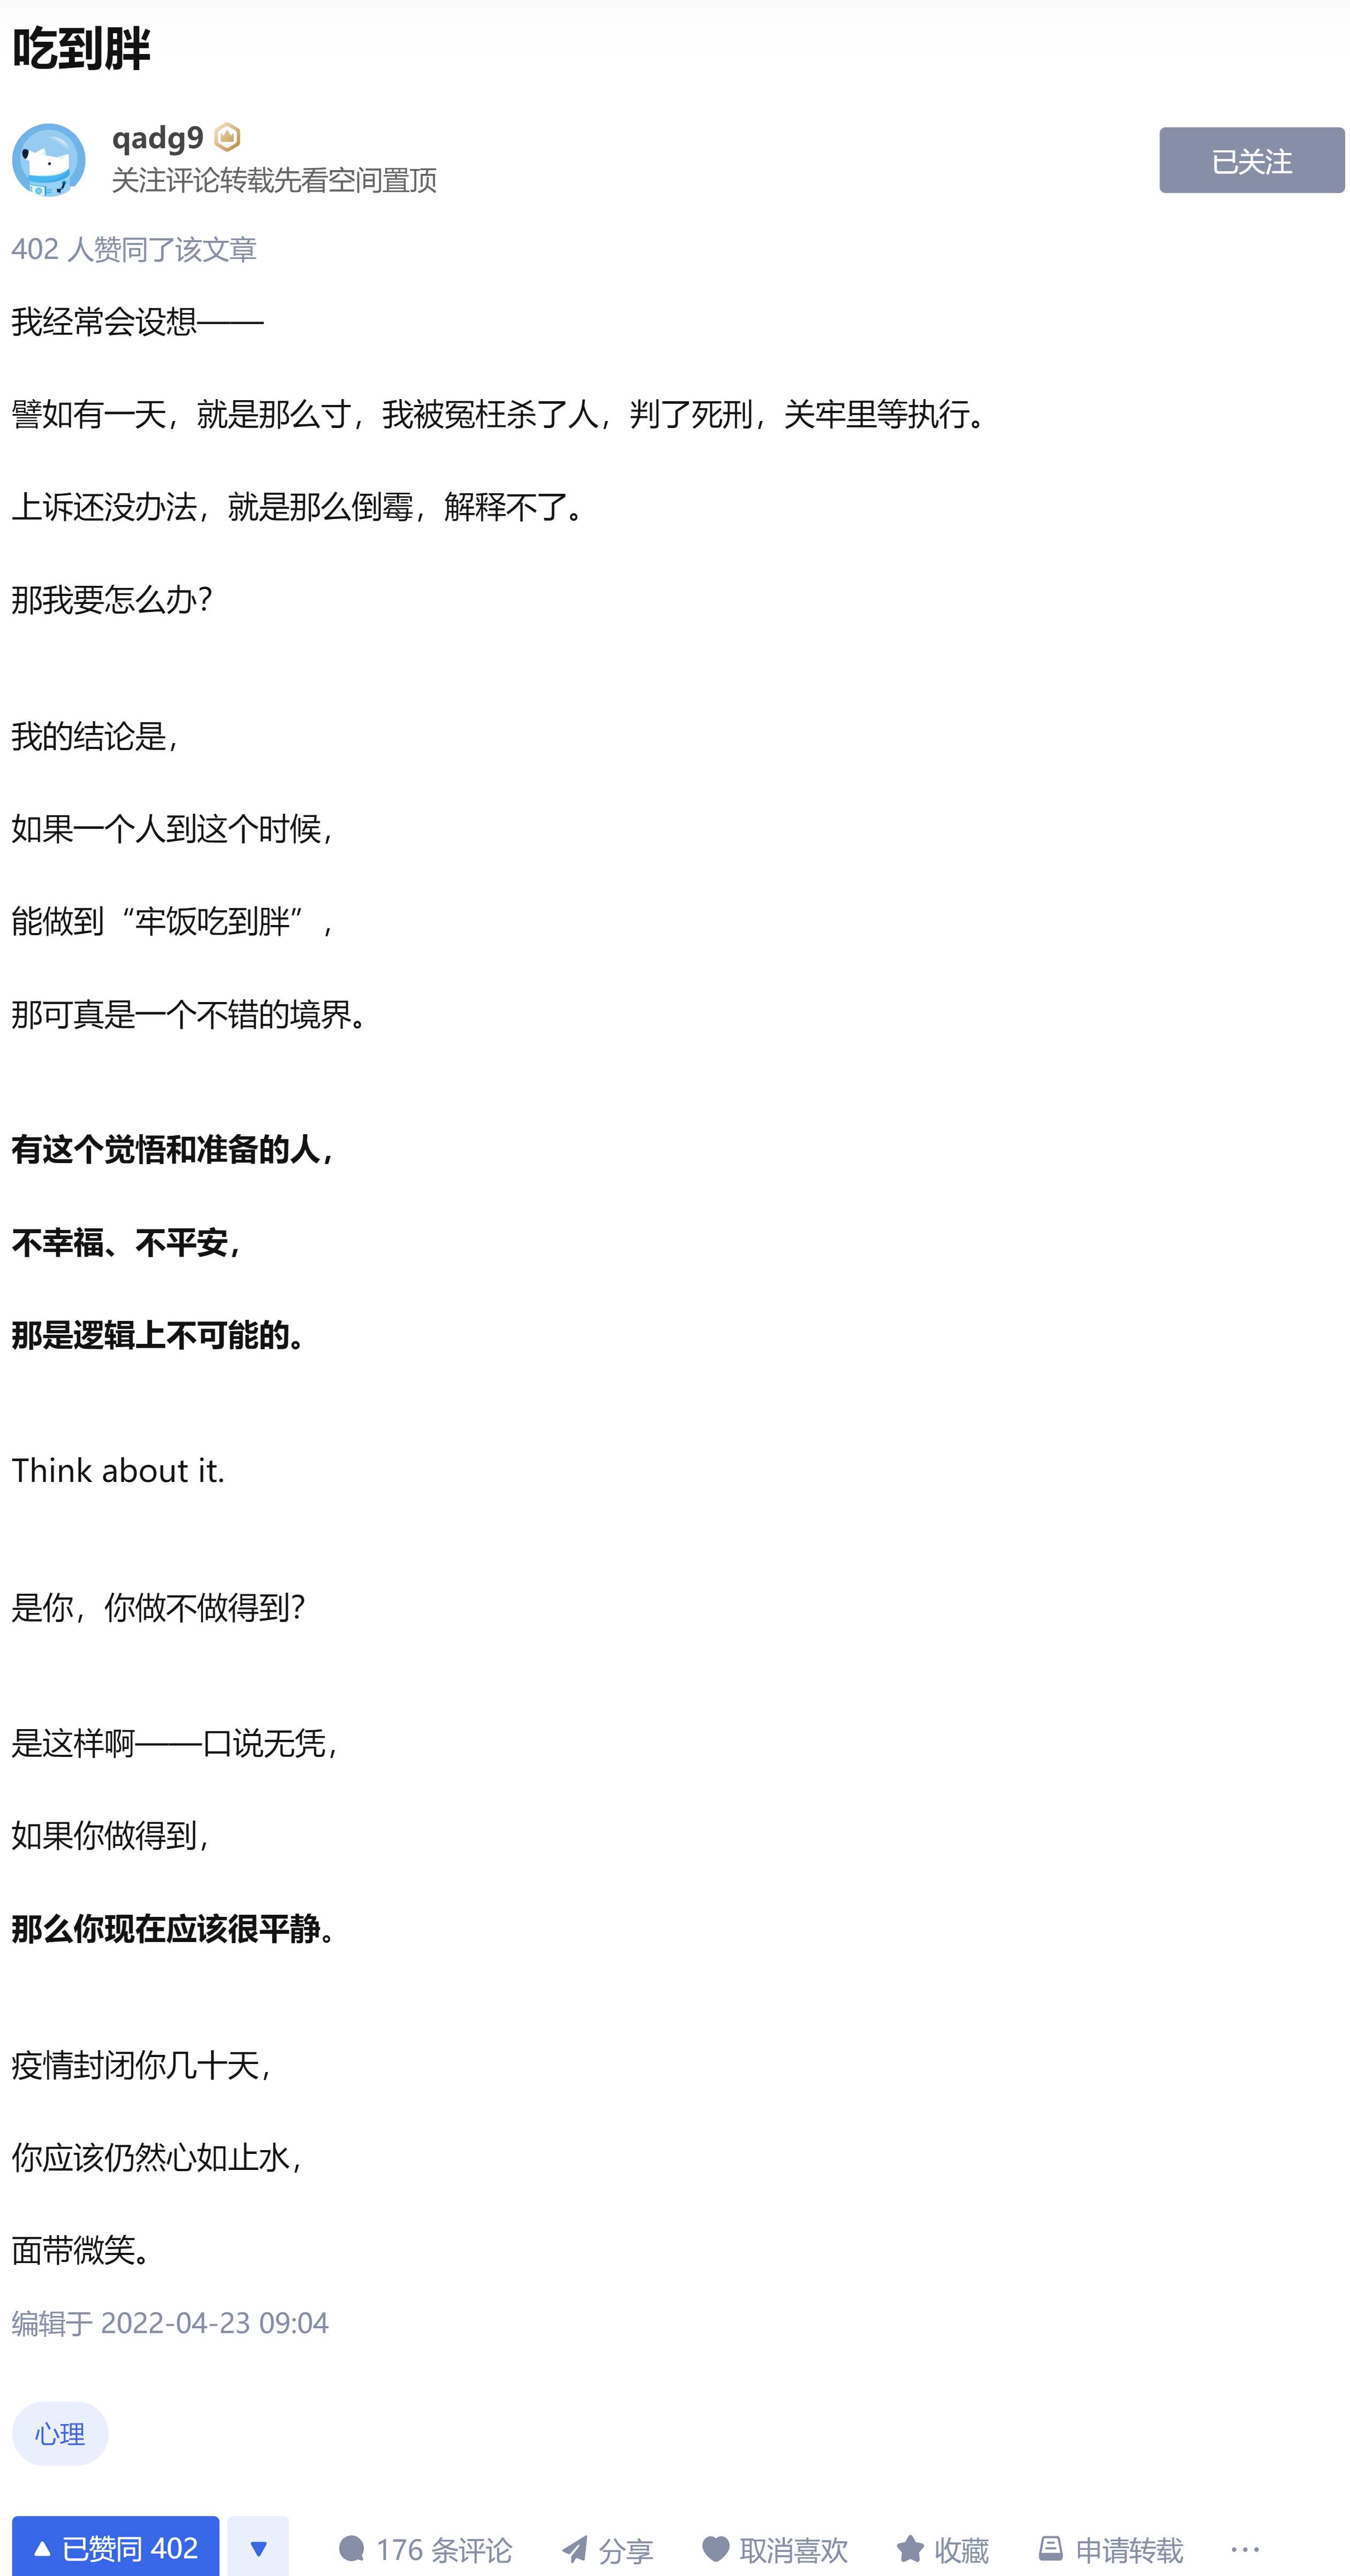 吃到胖
qadg9
关注评论转载先看空间置顶
已关注
402 人赞同了该文章
我经常会设想——
譬如有一天，就是那么寸，我被冤枉杀了人，判了死刑，关牢里等执行。
上诉还没办法，就是那么倒霉，解释不了。
那我要怎么办？
我的结论是，
如果一个人到这个时候，
能做到“牢饭吃到胖”，
那可真是一个不错的境界。
有这个觉悟和准备的人，
不幸福、不平安，
那是逻辑上不可能的。
Think about it.
是你，你做不做得到？
是这样啊——口说无凭，
如果你做得到，
那么你现在应该很平静。
疫情封闭你几十天，
你应该仍然心如止水，
面带微笑。
编辑于 2022-04-23 09:04
心理
已赞同 402
176 条评论
分享
取消喜欢
收藏
申请转载